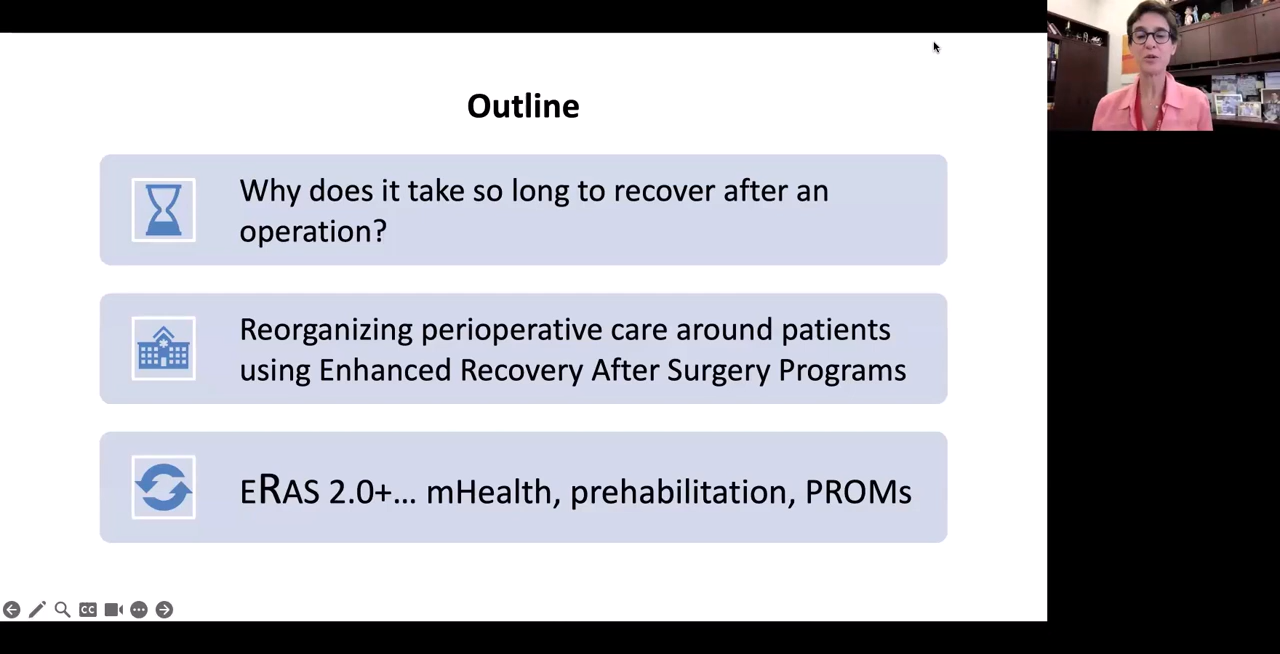 Outline
Why does it take so long to recover after an
operation?
Reorganizing perioperative care around patients
using Enhanced Recovery After Surgery Programs
ERAS 2.0+... mHealth, prehabilitation, PROMs
CC